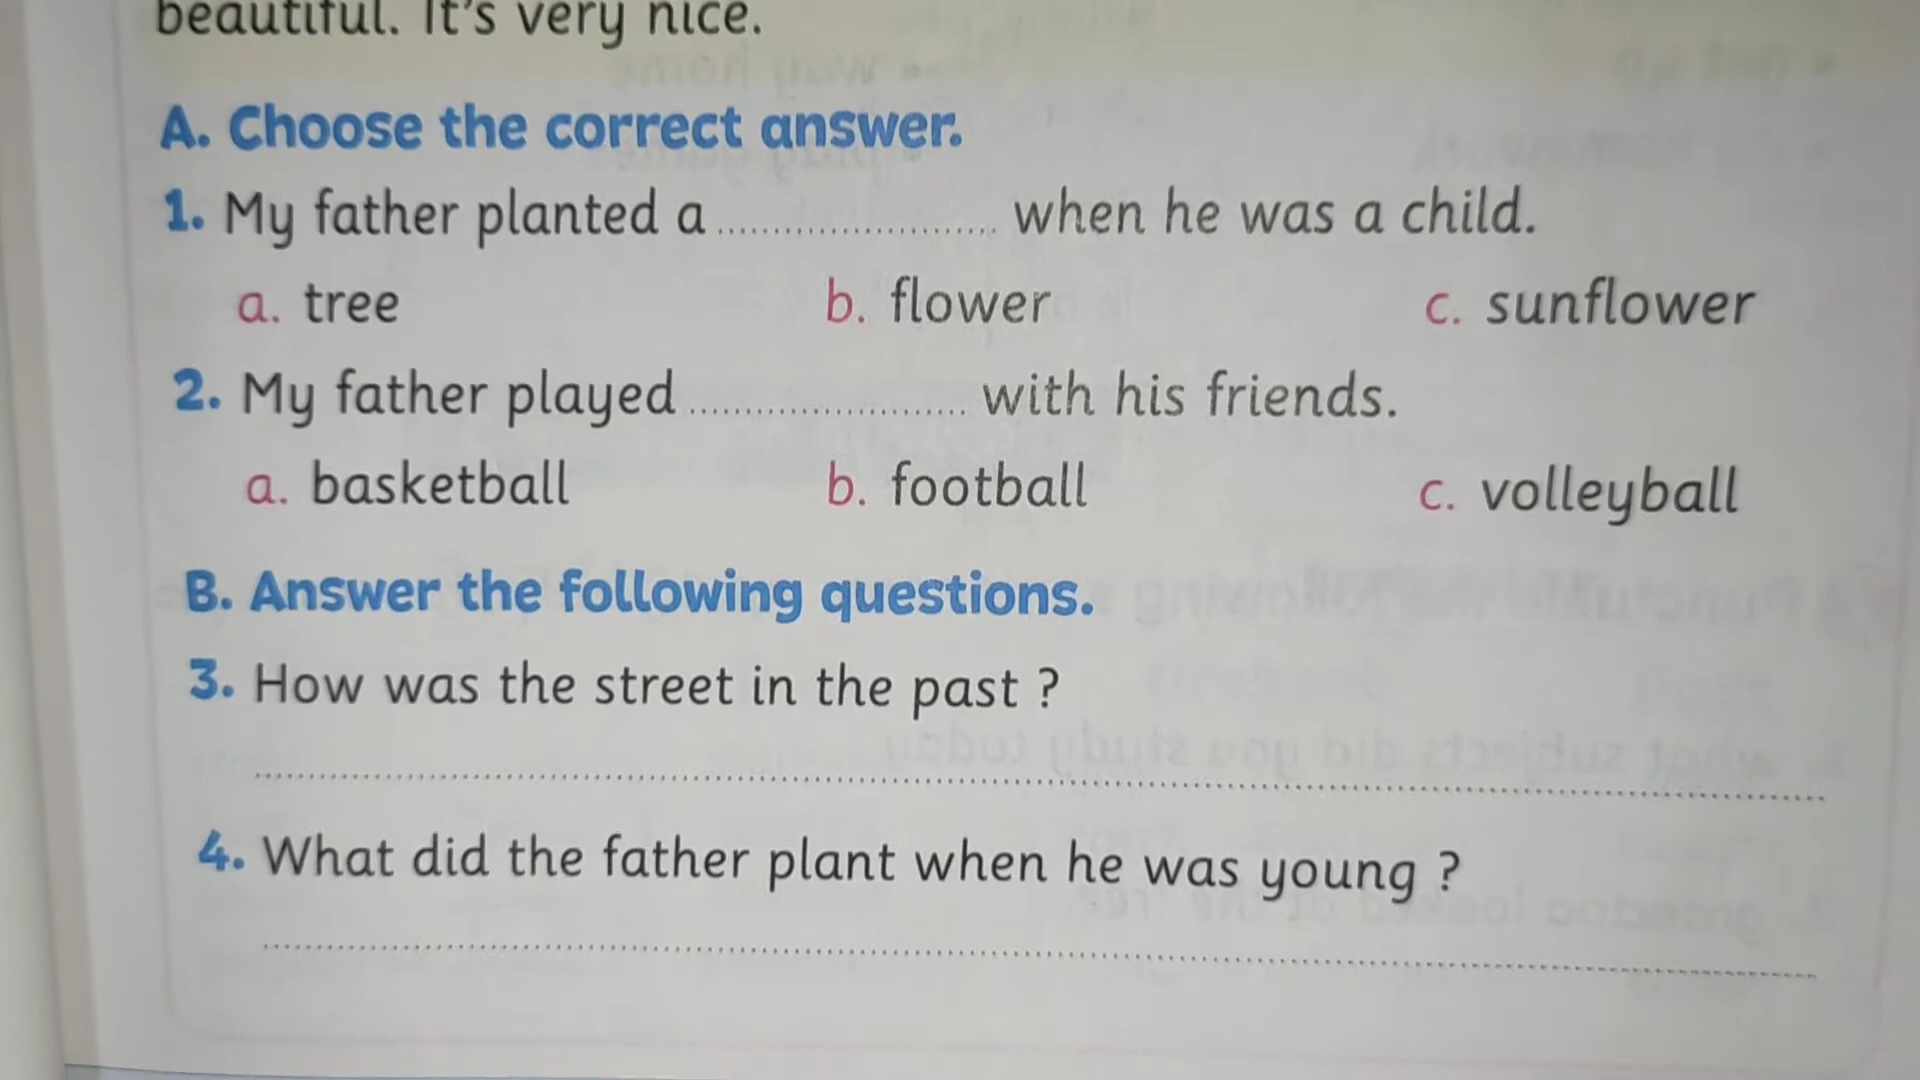 beautiful. It's very nice.
A. Choose the correct answer.
1. My father planted a ........................ when he was a child.
a. tree b. flower c. sunflower
2. My father played ........................ with his friends.
a. basketball b. football c. volleyball
B. Answer the following questions.
3. How was the street in the past ?
4. What did the father plant when he was young ?